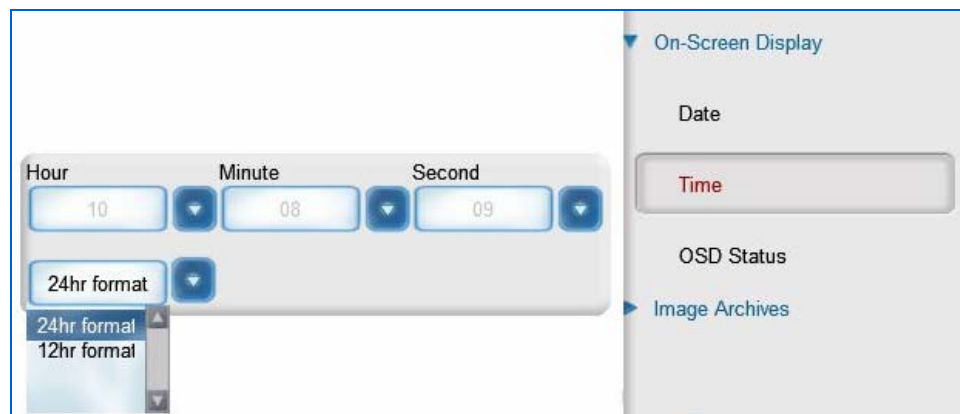 Hour Minute Second
10 08 09
24hr format
24hr format
12hr format
On-Screen Display
Date
Time
OSD Status
Image Archives